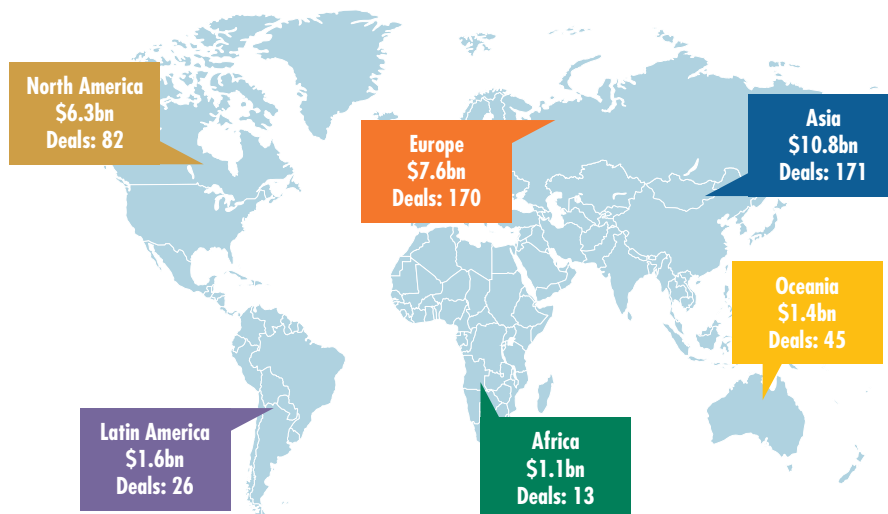 North America
$6.3bn
Deals: 82
Europe
$7.6bn
Deals: 170
Asia
$10.8bn
Deals: 171
Oceania
$1.4bn
Deals: 45
Latin America
$1.6bn
Deals: 26
Africa
$1.1bn
Deals: 13